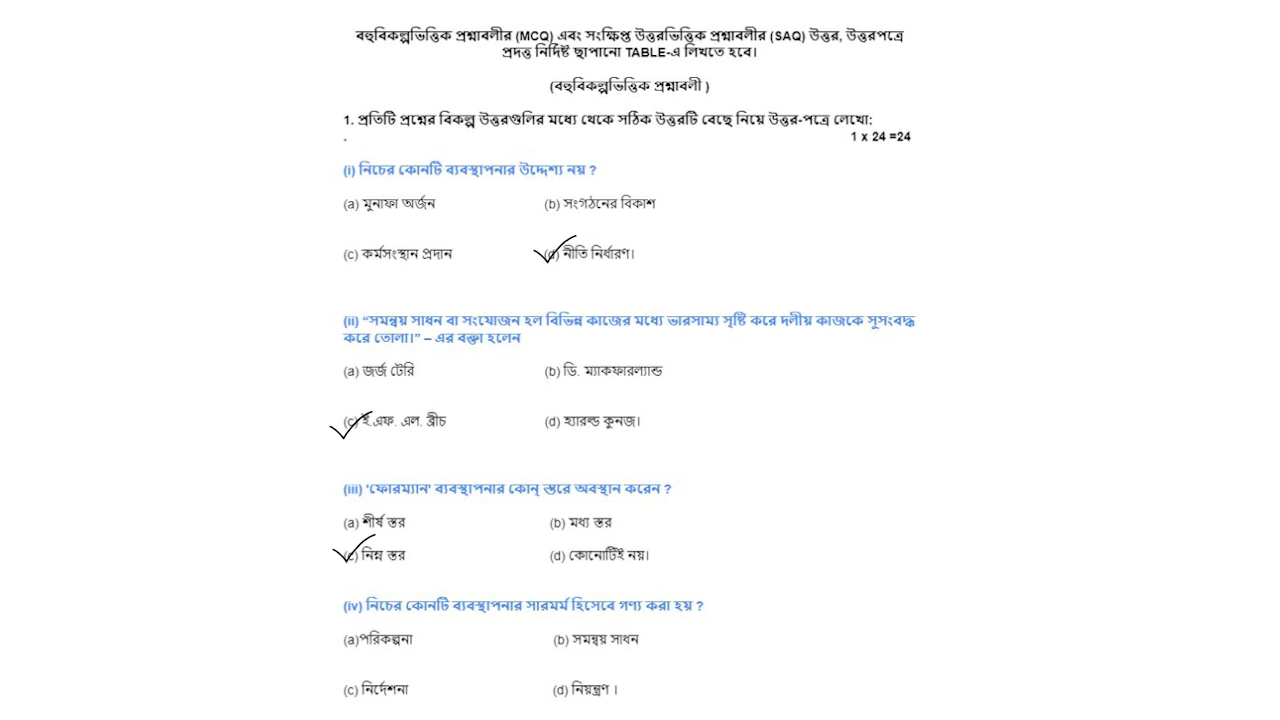 বহুবিকল্পভিত্তিক প্রশ্নাবলীর (MCQ) এবং সংক্ষিপ্ত উত্তরভিত্তিক প্রশ্নাবলীর (SAQ) উত্তর, উত্তরপত্রে
প্রদত্ত নির্দিষ্ট ছাপানো TABLE-এ লিখতে হবে।
(বহুবিকল্পভিত্তিক প্রশ্নাবলী )
1. প্রতিটি প্রশ্নের বিকল্প উত্তরগুলির মধ্যে থেকে সঠিক উত্তরটি বেছে নিয়ে উত্তর-পত্রে লেখো:
. 1 x 24 =24
(i) নিচের কোনটি ব্যবস্থাপনার উদ্দেশ্য নয় ?
(a) মুনাফা অর্জন (b) সংগঠনের বিকাশ
(c) কর্মসংস্থান প্রদান (d) নীতি নির্ধারণ।
(ii) “সমন্বয় সাধন বা সংযোজন হল বিভিন্ন কাজের মধ্যে ভারসাম্য সৃষ্টি করে দলীয় কাজকে সুসংবদ্ধ
করে তোলা।” – এর বক্তা হলেন
(a) জর্জ টেরি (b) ডি. ম্যাকফারল্যান্ড
(c) ই.এফ. এল. ব্রীচ (d) হ্যারল্ড কুনজ।
(iii) 'ফোরম্যান' ব্যবস্থাপনার কোন্ স্তরে অবস্থান করেন ?
(a) শীর্ষ স্তর (b) মধ্য স্তর
(c) নিম্ন স্তর (d) কোনোটিই নয়।
(iv) নিচের কোনটি ব্যবস্থাপনার সারমর্ম হিসেবে গণ্য করা হয় ?
(a)পরিকল্পনা (b) সমন্বয় সাধন
(c) নির্দেশনা (d) নিয়ন্ত্রণ ।